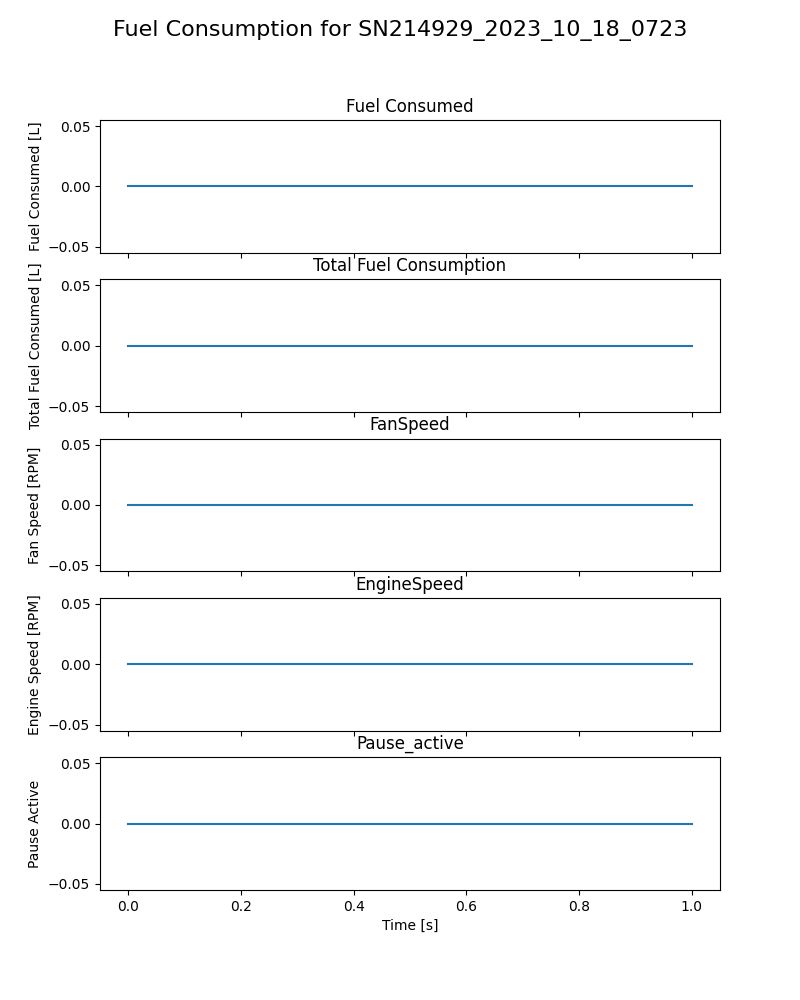 Fuel Consumption for SN214929_2023_10_18_0723
Fuel Consumed
Fuel Consumed [L]
0.05
0.00
−0.05
Total Fuel Consumption
Total Fuel Consumed [L]
0.05
0.00
−0.05
FanSpeed
Fan Speed [RPM]
0.05
0.00
−0.05
EngineSpeed
Engine Speed [RPM]
0.05
0.00
−0.05
Pause_active
Pause Active
0.05
0.00
−0.05
0.0 0.2 0.4 0.6 0.8 1.0
Time [s]